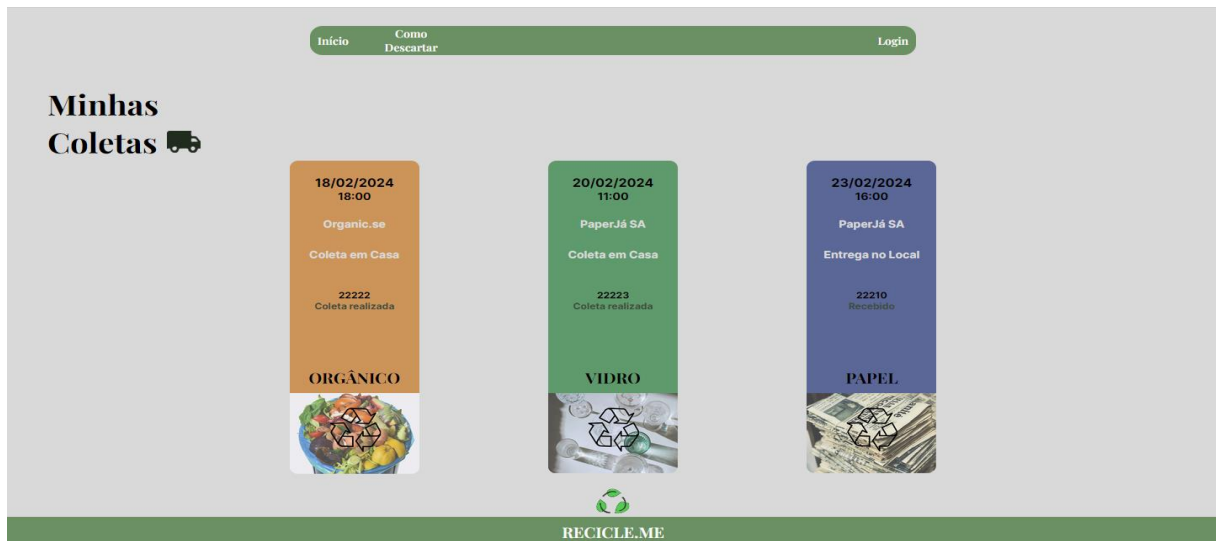 Início
Como
Descartar
Login
Minhas
Coletas
18/02/2024
18:00
Organic.se
Coleta em Casa
22222
Coleta realizada
ORGÂNICO
20/02/2024
11:00
PaperJá SA
Coleta em Casa
22223
Coleta realizada
VIDRO
23/02/2024
16:00
PaperJá SA
Entrega no Local
22210
Recebido
PAPEL
RECICLE.ME